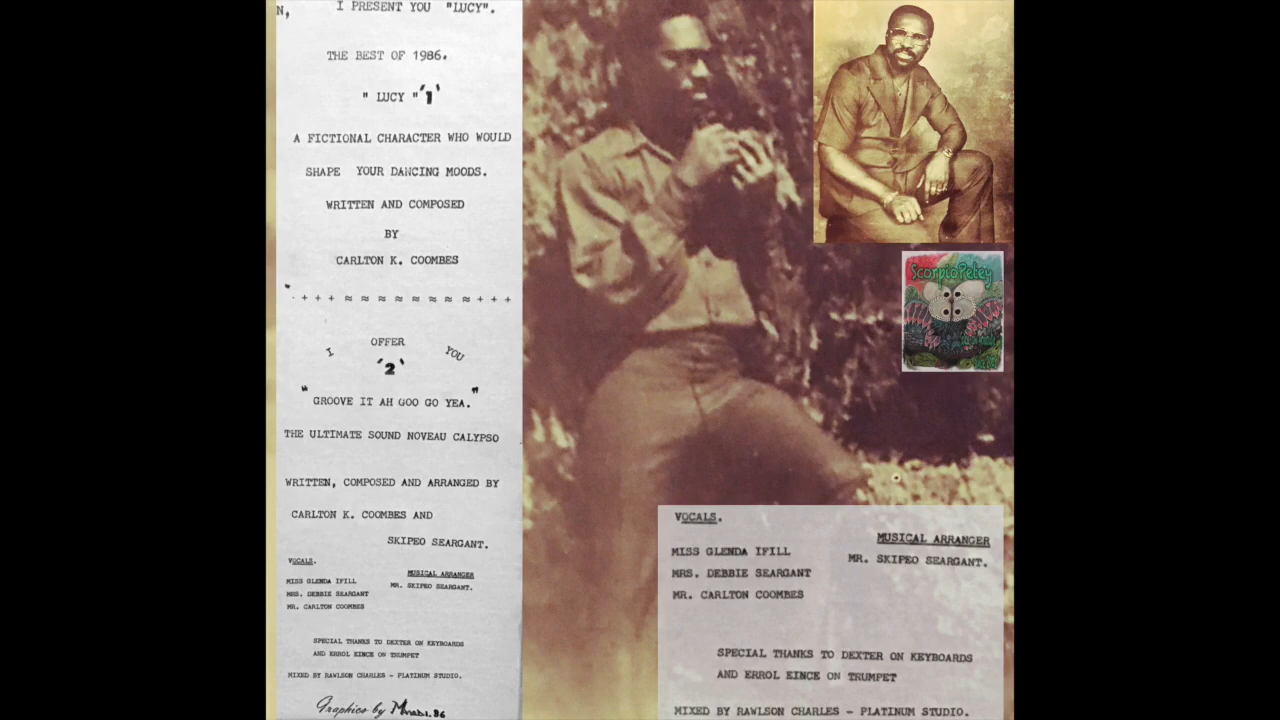 N, I PRESENT YOU "LUCY".
THE BEST OF 1986.
" LUCY "'1'
A FICTIONAL CHARACTER WHO WOULD
SHAPE YOUR DANCING MOODS.
WRITTEN AND COMPOSED
BY
CARLTON K. COOMBES
+ + + ≈ ≈ ≈ ≈ ≈ ≈ ≈ + + +
I OFFER YOU
'2'
"GROOVE IT AH GOO GO YEA."
THE ULTIMATE SOUND NOVEAU CALYPSO
WRITTEN, COMPOSED AND ARRANGED BY
CARLTON K. COOMBES AND
SKIPEO SEARGANT.
VOCALS.
MUSICAL ARRANGER
MISS GLENDA IFILL
MR. SKIPEO SEARGANT.
MRS. DEBBIE SEARGANT
MR. CARLTON COOMBES
SPECIAL THANKS TO DEXTER ON KEYBOARDS
AND ERROL EINCE ON TRUMPET
MIXED BY RAWLSON CHARLES - PLATINUM STUDIO.
Graphics by
86
ScorpioPetey
VOCALS.
MUSICAL ARRANGER
MISS GLENDA IFILL
MR. SKIPEO SEARGANT.
MRS. DEBBIE SEARGANT
MR. CARLTON COOMBES
SPECIAL THANKS TO DEXTER ON KEYBOARDS
AND ERROL EINCE ON TRUMPET
MIXED BY RAWLSON CHARLES - PLATINUM STUDIO.